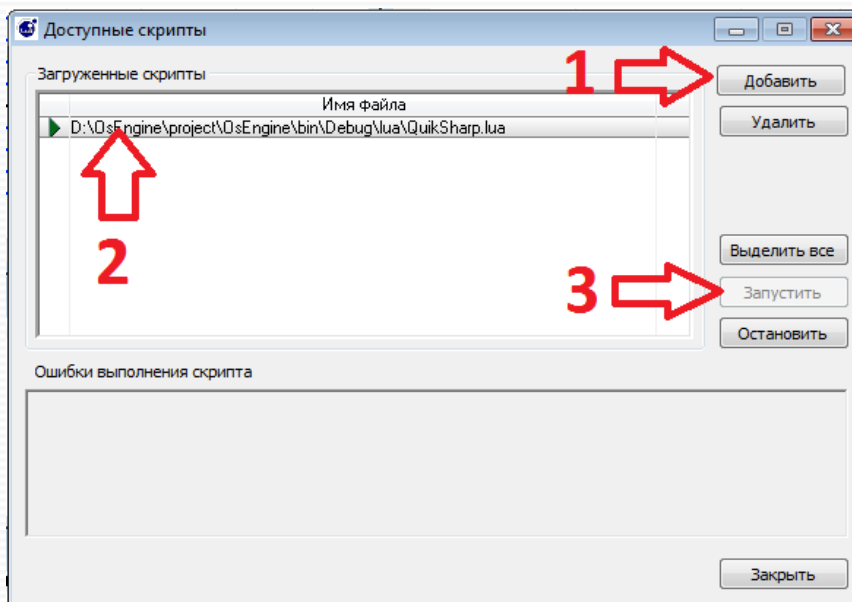 Доступные скрипты
Загруженные скрипты
1
Добавить
Имя файла
D:\OsEngine\project\OsEngine\bin\Debug\lua\QuikSharp.lua
Удалить
2
Выделить все
3
Запустить
Остановить
Ошибки выполнения скрипта
Закрыть